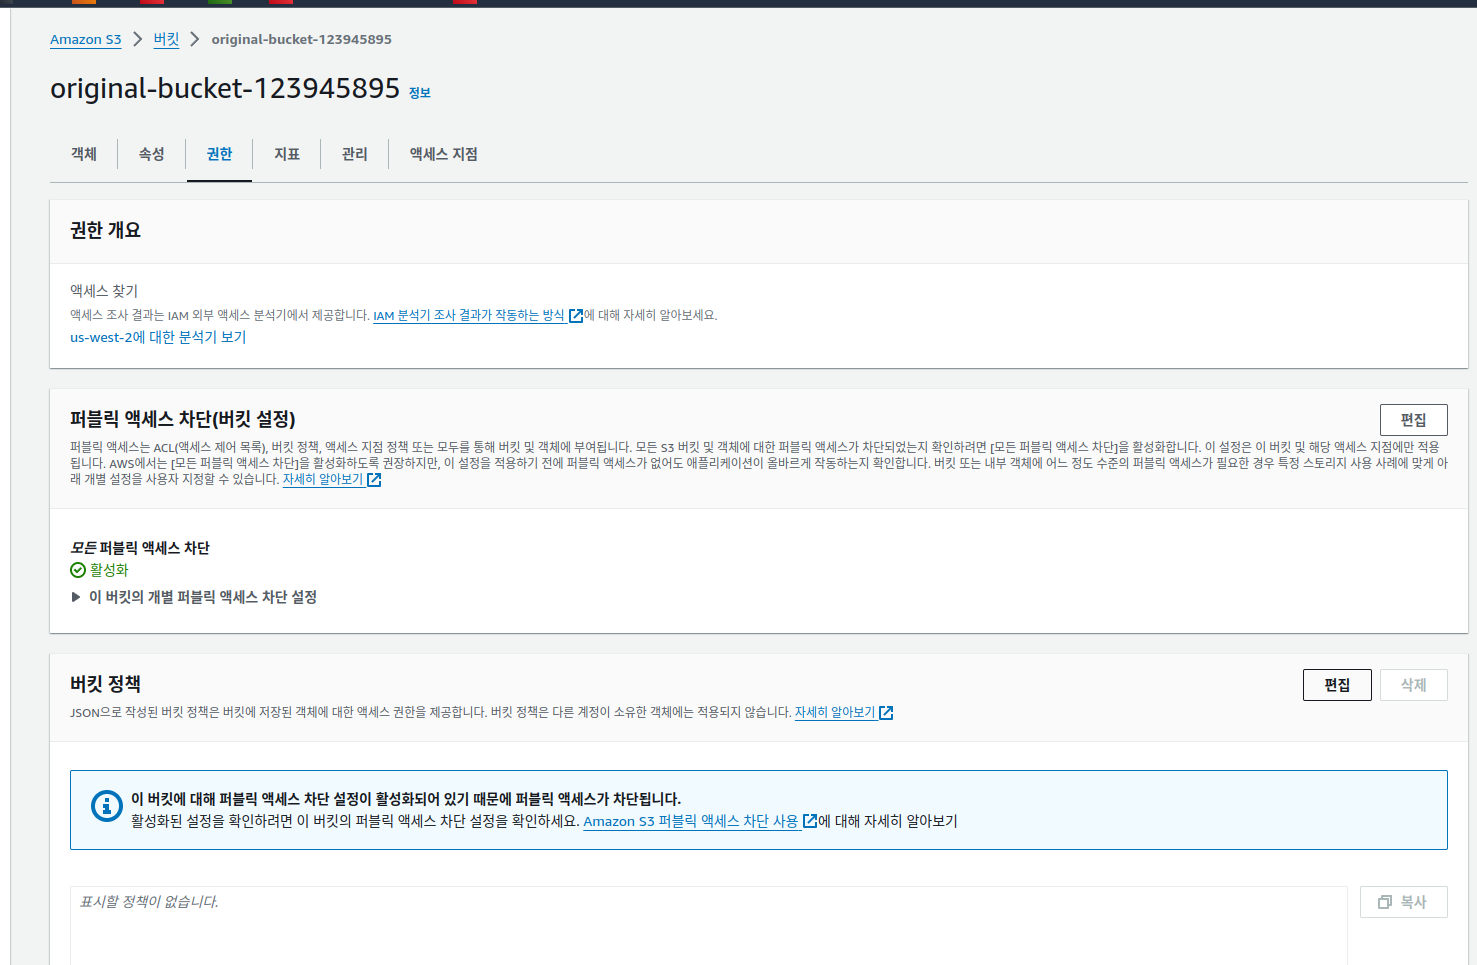 Amazon S3 > 버킷 > original-bucket-123945895
original-bucket-123945895 정보
객체 속성 권한 지표 관리 액세스 지점
권한 개요
액세스 찾기
액세스 조사 결과는 IAM 외부 액세스 분석기에서 제공합니다. IAM 분석기 조사 결과가 작동하는 방식 에 대해 자세히 알아보세요.
us-west-2에 대한 분석기 보기
퍼블릭 액세스 차단(버킷 설정) 편집
퍼블릭 액세스는 ACL(액세스 제어 목록), 버킷 정책, 액세스 지점 정책 또는 모두를 통해 버킷 및 객체에 부여됩니다. 모든 S3 버킷 및 객체에 대한 퍼블릭 액세스가 차단되었는지 확인하려면 [모든 퍼블릭 액세스 차단]을 활성화합니다. 이 설정은 이 버킷 및 해당 액세스 지점에만 적용
됩니다. AWS에서는 [모든 퍼블릭 액세스 차단]을 활성화하도록 권장하지만, 이 설정을 적용하기 전에 퍼블릭 액세스가 없어도 애플리케이션이 올바르게 작동하는지 확인합니다. 버킷 또는 내부 객체에 어느 정도 수준의 퍼블릭 액세스가 필요한 경우 특정 스토리지 사용 사례에 맞게 아
래 개별 설정을 사용자 지정할 수 있습니다. 자세히 알아보기
모든 퍼블릭 액세스 차단
활성화
이 버킷의 개별 퍼블릭 액세스 차단 설정
버킷 정책 편집 삭제
JSON으로 작성된 버킷 정책은 버킷에 저장된 객체에 대한 액세스 권한을 제공합니다. 버킷 정책은 다른 계정이 소유한 객체에는 적용되지 않습니다. 자세히 알아보기
이 버킷에 대해 퍼블릭 액세스 차단 설정이 활성화되어 있기 때문에 퍼블릭 액세스가 차단됩니다.
활성화된 설정을 확인하려면 이 버킷의 퍼블릭 액세스 차단 설정을 확인하세요. Amazon S3 퍼블릭 액세스 차단 사용 에 대해 자세히 알아보기
표시할 정책이 없습니다. 복사